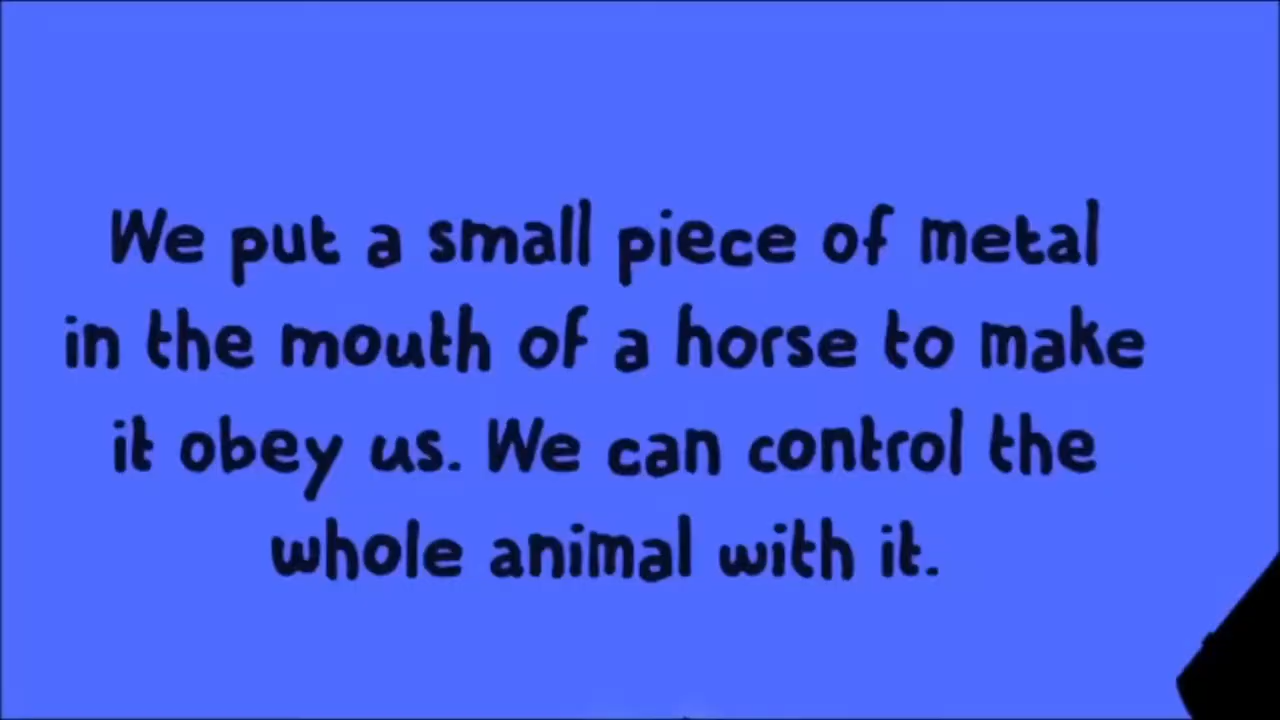 We put a small piece of metal
in the mouth of a horse to make
it obey us. We can control the
whole animal with it.